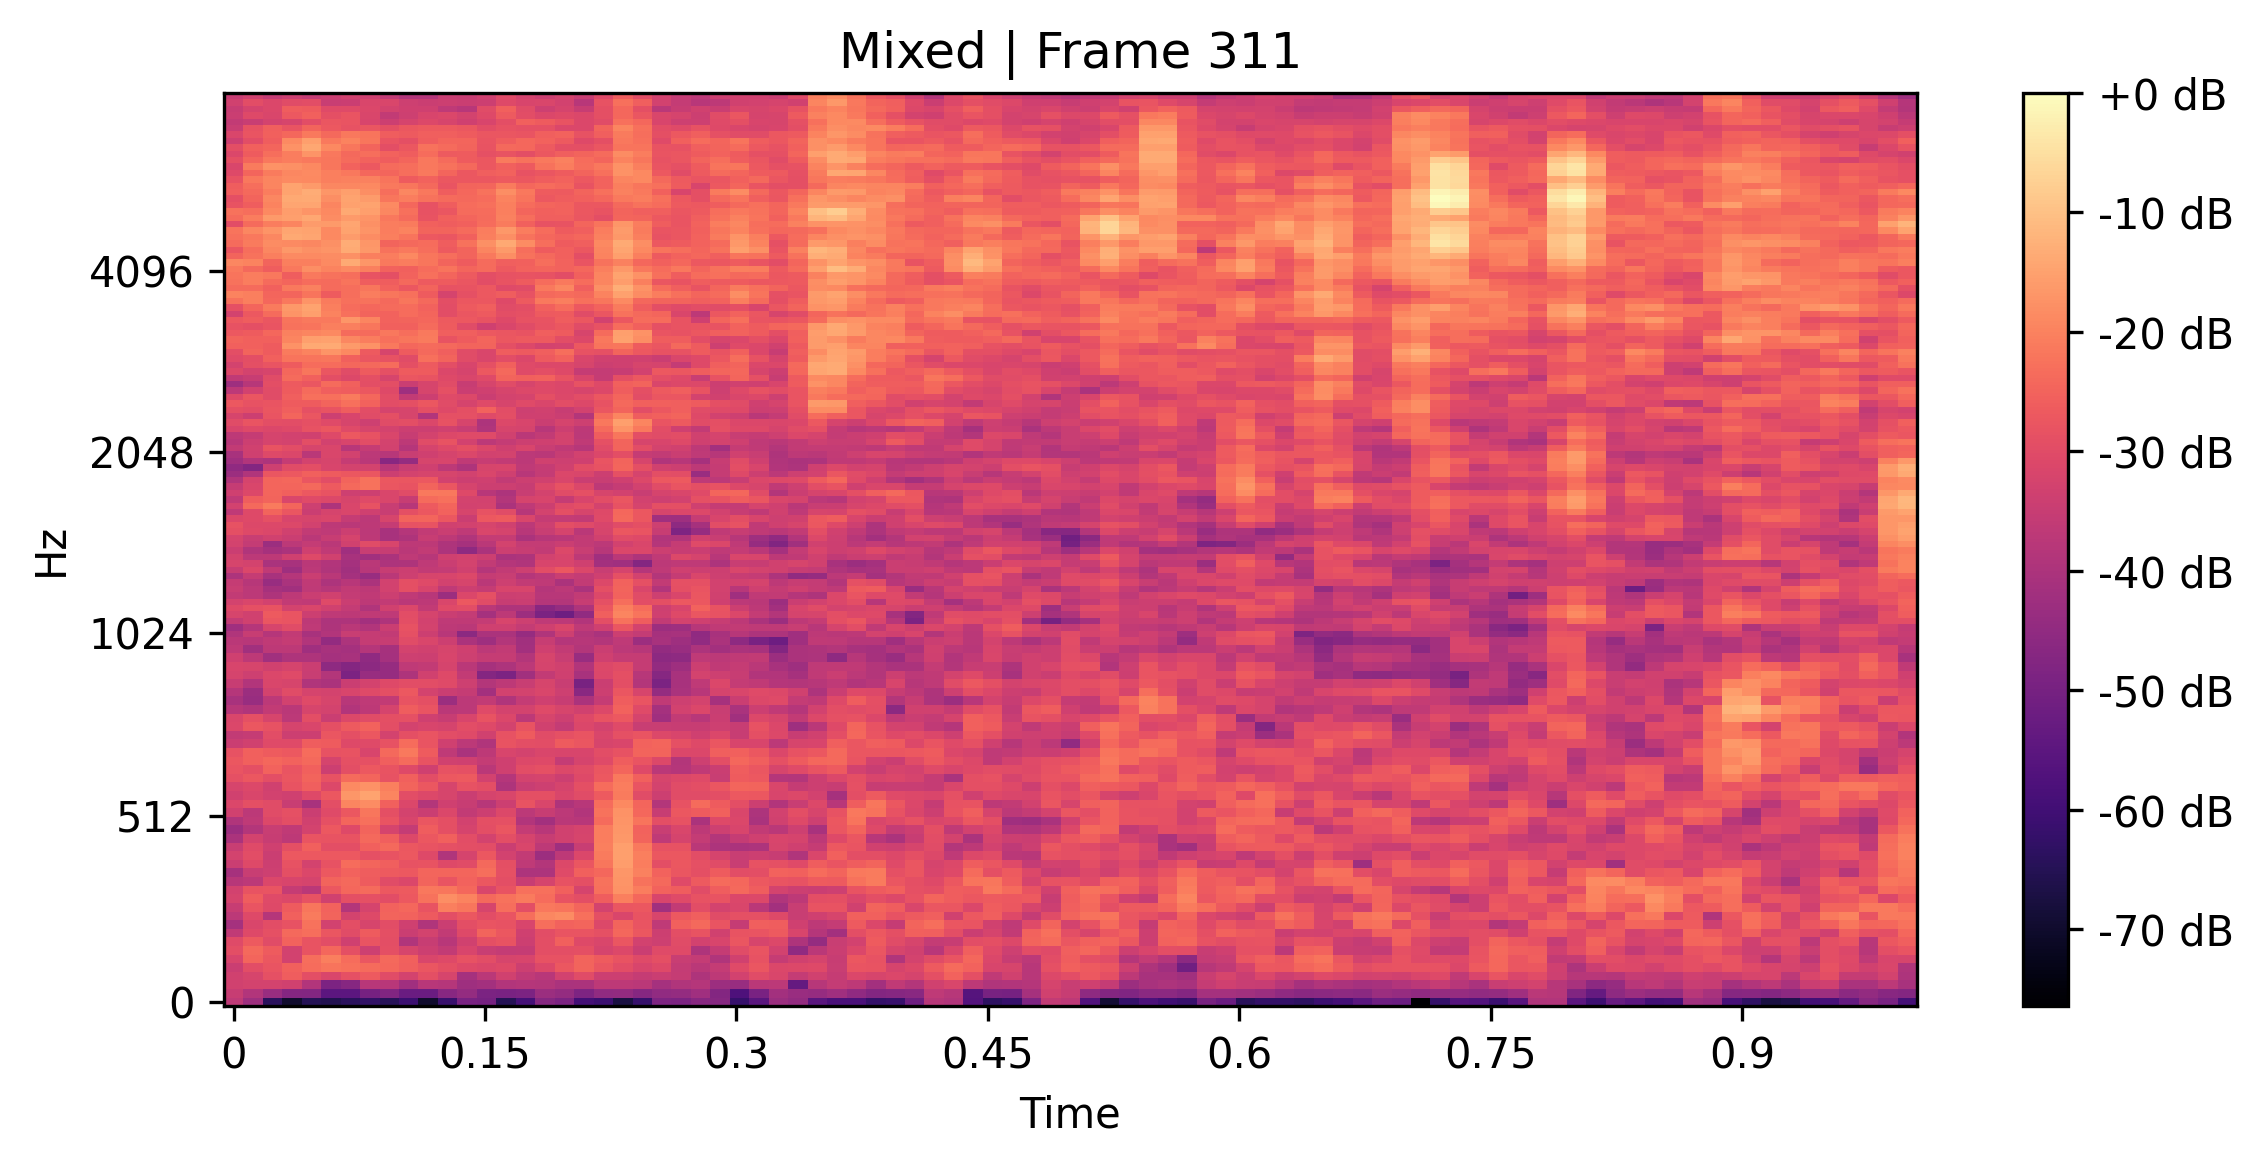 Mixed | Frame 311
+0 dB
-10 dB
-20 dB
-30 dB
-40 dB
-50 dB
-60 dB
-70 dB
Hz
4096
2048
1024
512
0
0 0.15 0.3 0.45 0.6 0.75 0.9
Time